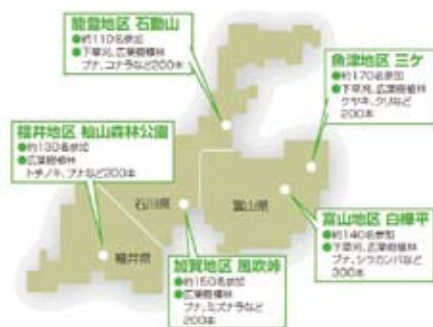 能登地区 石動山
●約110名参加
●下草刈、広葉樹植林
ブナ、コナラなど200本
魚津地区 三ケ
●約170名参加
●下草刈、広葉樹植林
ケヤキ、クリなど
200本
福井地区 杣山森林公園
●約130名参加
●広葉樹植林
トチノキ、ブナなど200本
石川県
富山県
福井県
富山地区 白樺平
●約140名参加
●下草刈、広葉樹植林
ブナ、シラカンバなど
300本
加賀地区 風吹峠
●約150名参加
●広葉樹植林
ブナ、ミズナラなど
200本